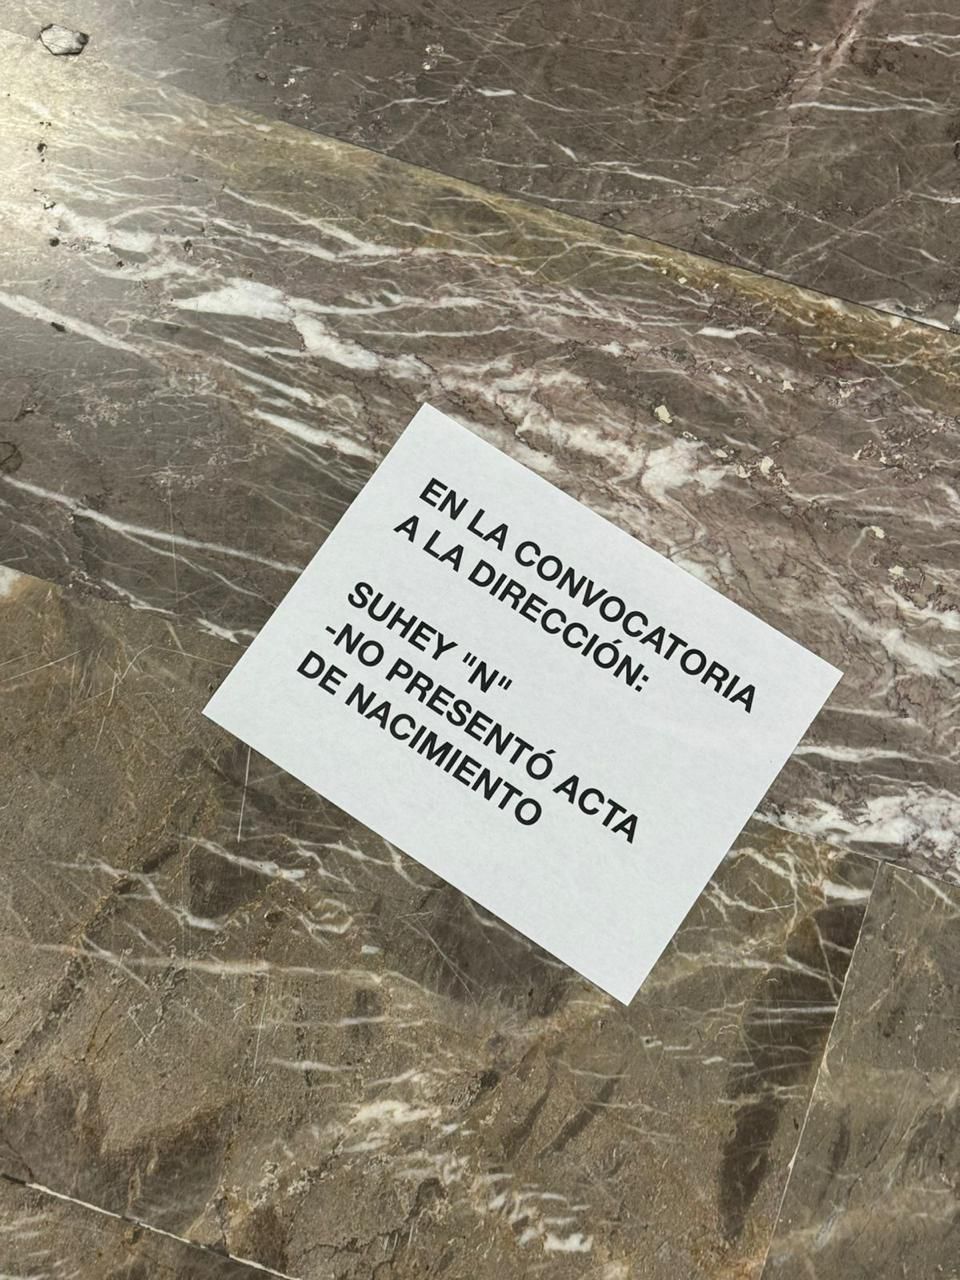 EN LA CONVOCATORIA
A LA DIRECCIÓN:
SUHEY "N"
-NO PRESENTÓ ACTA
DE NACIMIENTO